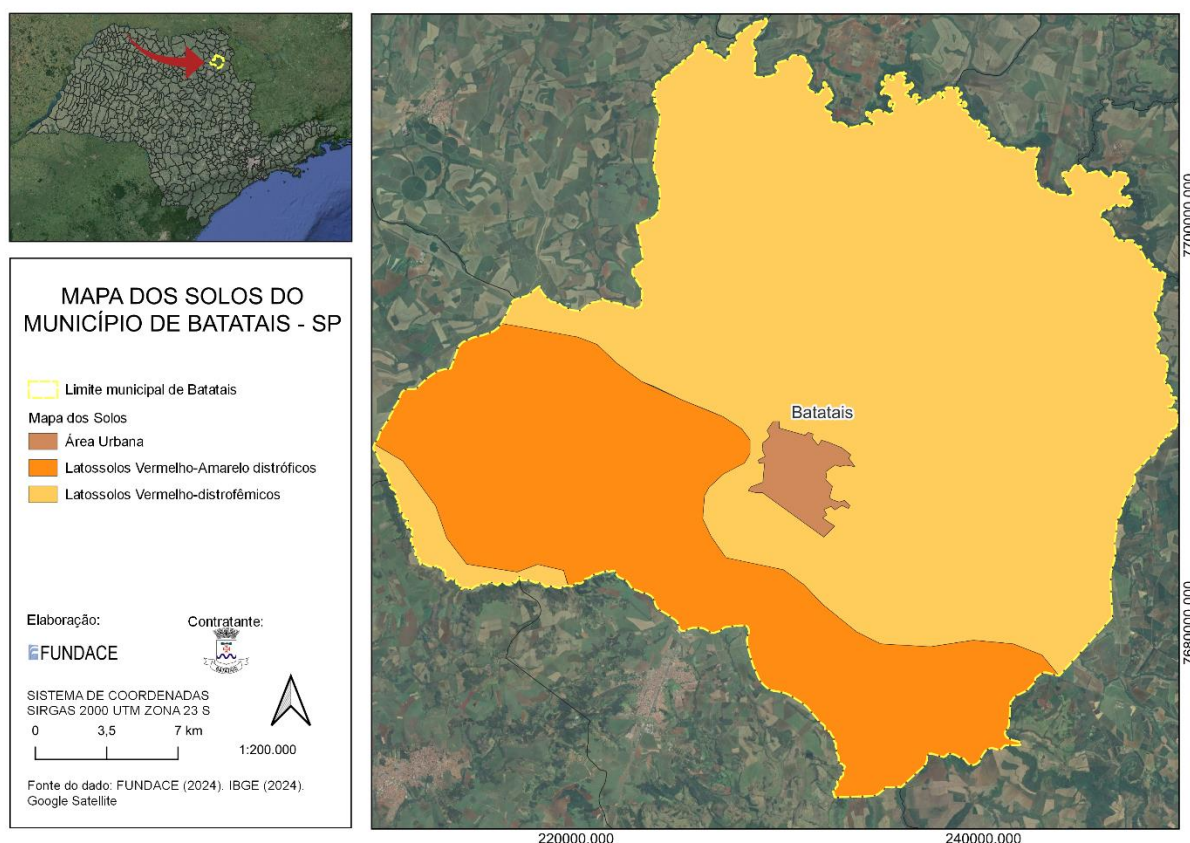 MAPA DOS SOLOS DO
MUNICÍPIO DE BATATAIS - SP
Limite municipal de Batatais
Mapa dos Solos
Área Urbana
Latossolos Vermelho-Amarelo distróficos
Latossolos Vermelho-distrofêmicos
Elaboração:
Contratante:
FUNDACE
SISTEMA DE COORDENADAS
SIRGAS 2000 UTM ZONA 23 S
0 3,5 7 km
1:200.000
Fonte do dado: FUNDACE (2024). IBGE (2024).
Google Satellite
Batatais
7700000.000
7680000.000
220000.000
240000.000